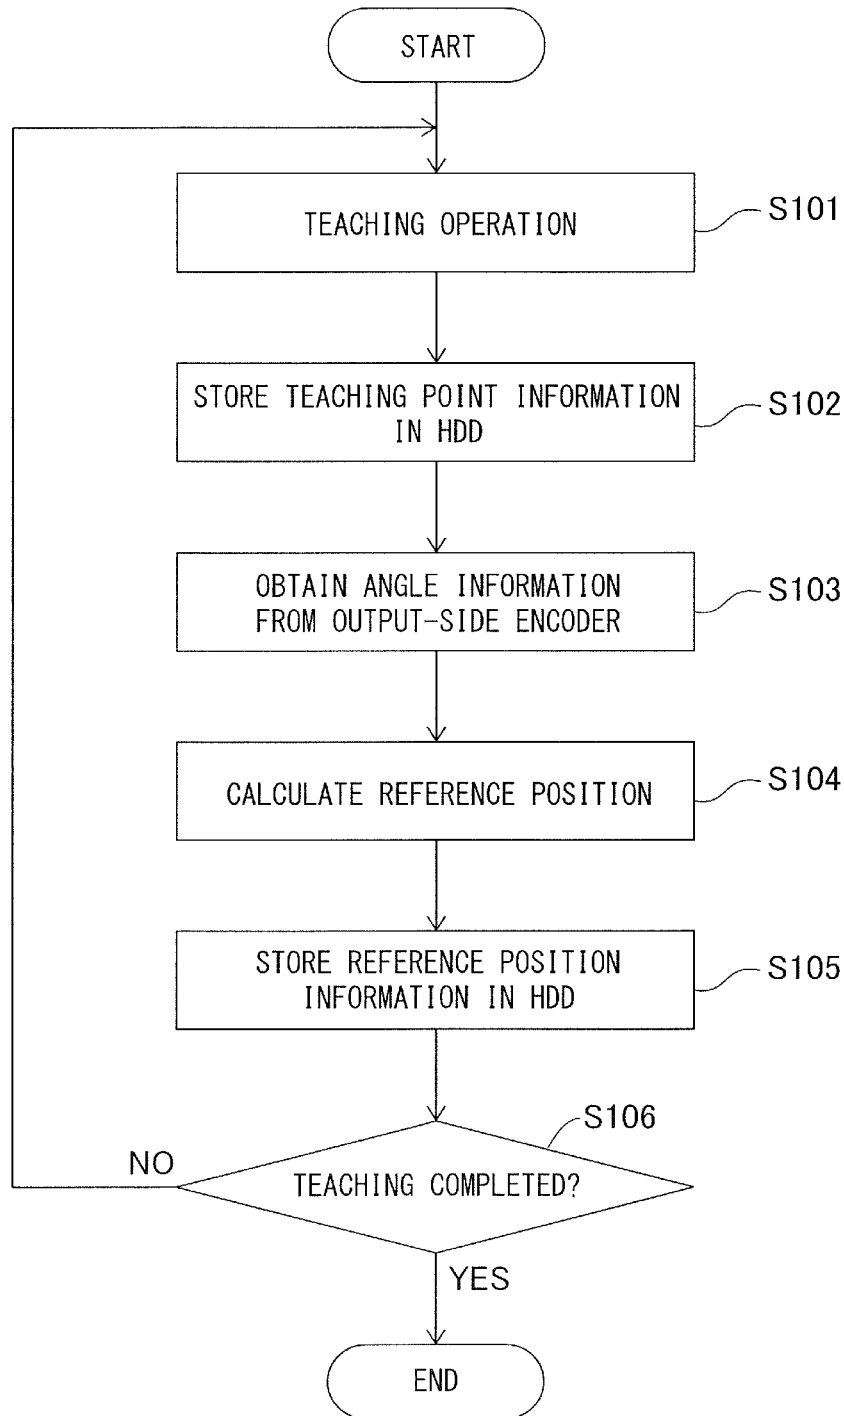 START
TEACHING OPERATION
S101
STORE TEACHING POINT INFORMATION
IN HDD
S102
OBTAIN ANGLE INFORMATION
FROM OUTPUT-SIDE ENCODER
S103
CALCULATE REFERENCE POSITION
S104
STORE REFERENCE POSITION
INFORMATION IN HDD
S105
S106
NO
TEACHING COMPLETED?
YES
END